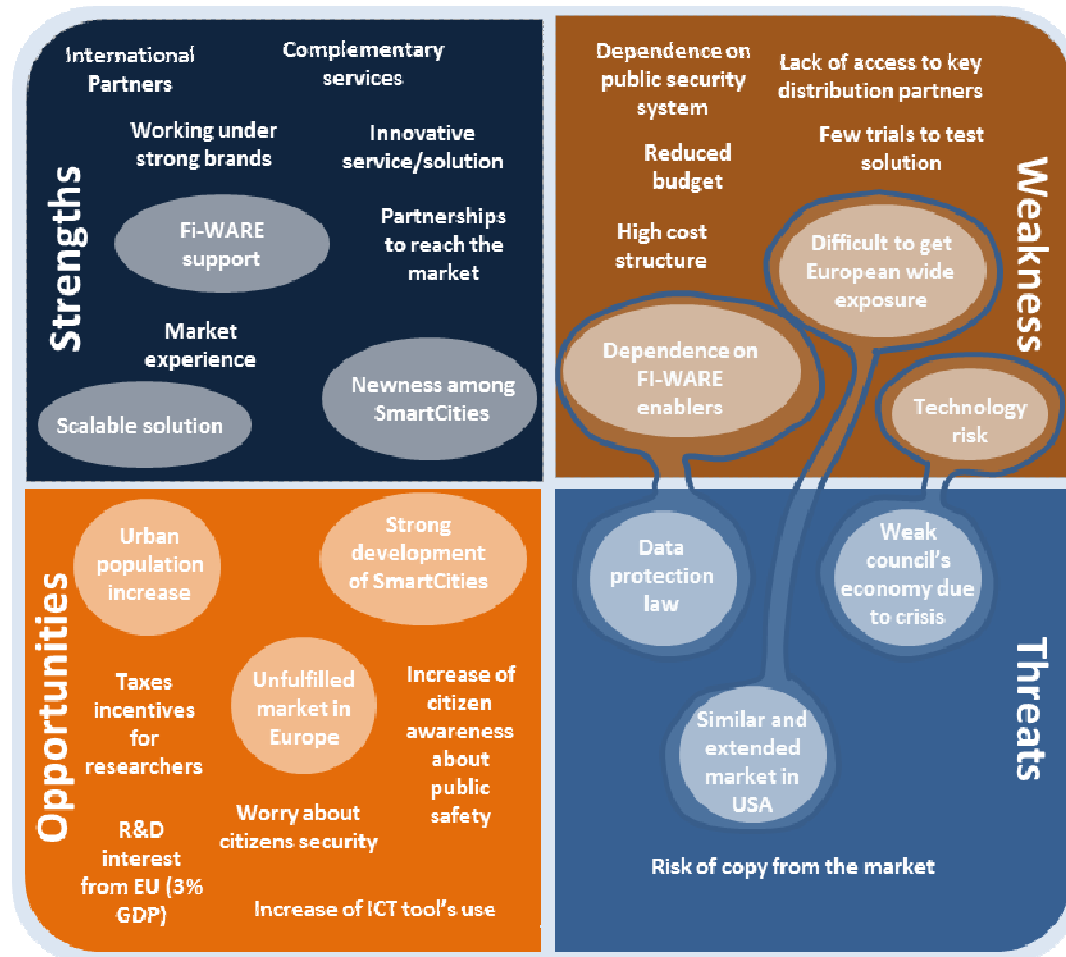 Strengths
International
Partners
Complementary
services
Working under
strong brands
Innovative
service/solution
Fi-WARE
support
Partnerships
to reach the
market
Market
experience
Newness among
SmartCities
Scalable solution
Weakness
Dependence on
public security
system
Lack of access to key
distribution partners
Few trials to test
solution
Reduced
budget
High cost
structure
Difficult to get
European wide
exposure
Dependence on
FI-WARE
enablers
Technology
risk
Opportunities
Urban
population
increase
Strong
development
of SmartCities
Unfulfilled
market in
Europe
Increase of
citizen
awareness
about
public
safety
Taxes
incentives
for
researchers
Worry about
citizens security
R&D
interest
from EU (3%
GDP)
Increase of ICT tool's use
Threats
Data
protection
law
Weak
council's
economy due
to crisis
Similar and
extended
market in
USA
Risk of copy from the market